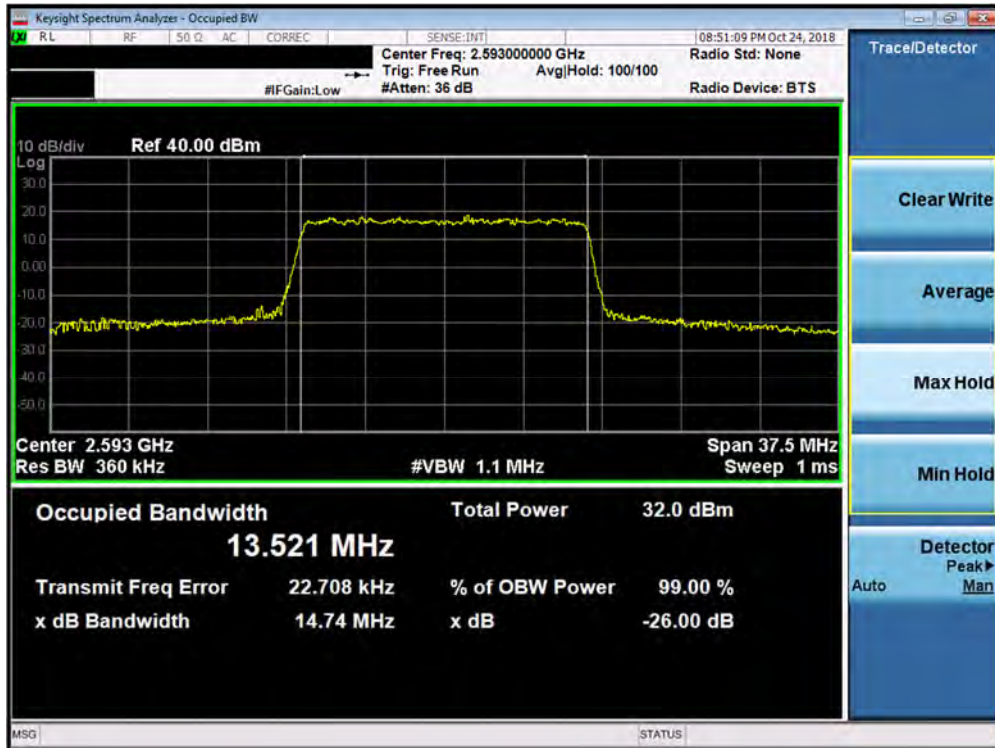 Keysight Spectrum Analyzer - Occupied BW
LXI RL RF 50 Ω AC CORREC SENSE:INT 08:51:09 PM Oct 24, 2018
Center Freq: 2.593000000 GHz Radio Std: None
Trig: Free Run Avg|Hold: 100/100
#IFGain:Low #Atten: 36 dB Radio Device: BTS
10 dB/div Ref 40.00 dBm
Log
30.0
20.0
10.0
0.00
-10.0
-20.0
-30.0
-40.0
-50.0
Center 2.593 GHz Span 37.5 MHz
Res BW 360 kHz #VBW 1.1 MHz Sweep 1 ms
Occupied Bandwidth Total Power 32.0 dBm
13.521 MHz
Transmit Freq Error 22.708 kHz % of OBW Power 99.00 %
x dB Bandwidth 14.74 MHz x dB -26.00 dB
MSG STATUS
Trace/Detector
Clear Write
Average
Max Hold
Min Hold
Detector
Peak▶
Auto Man